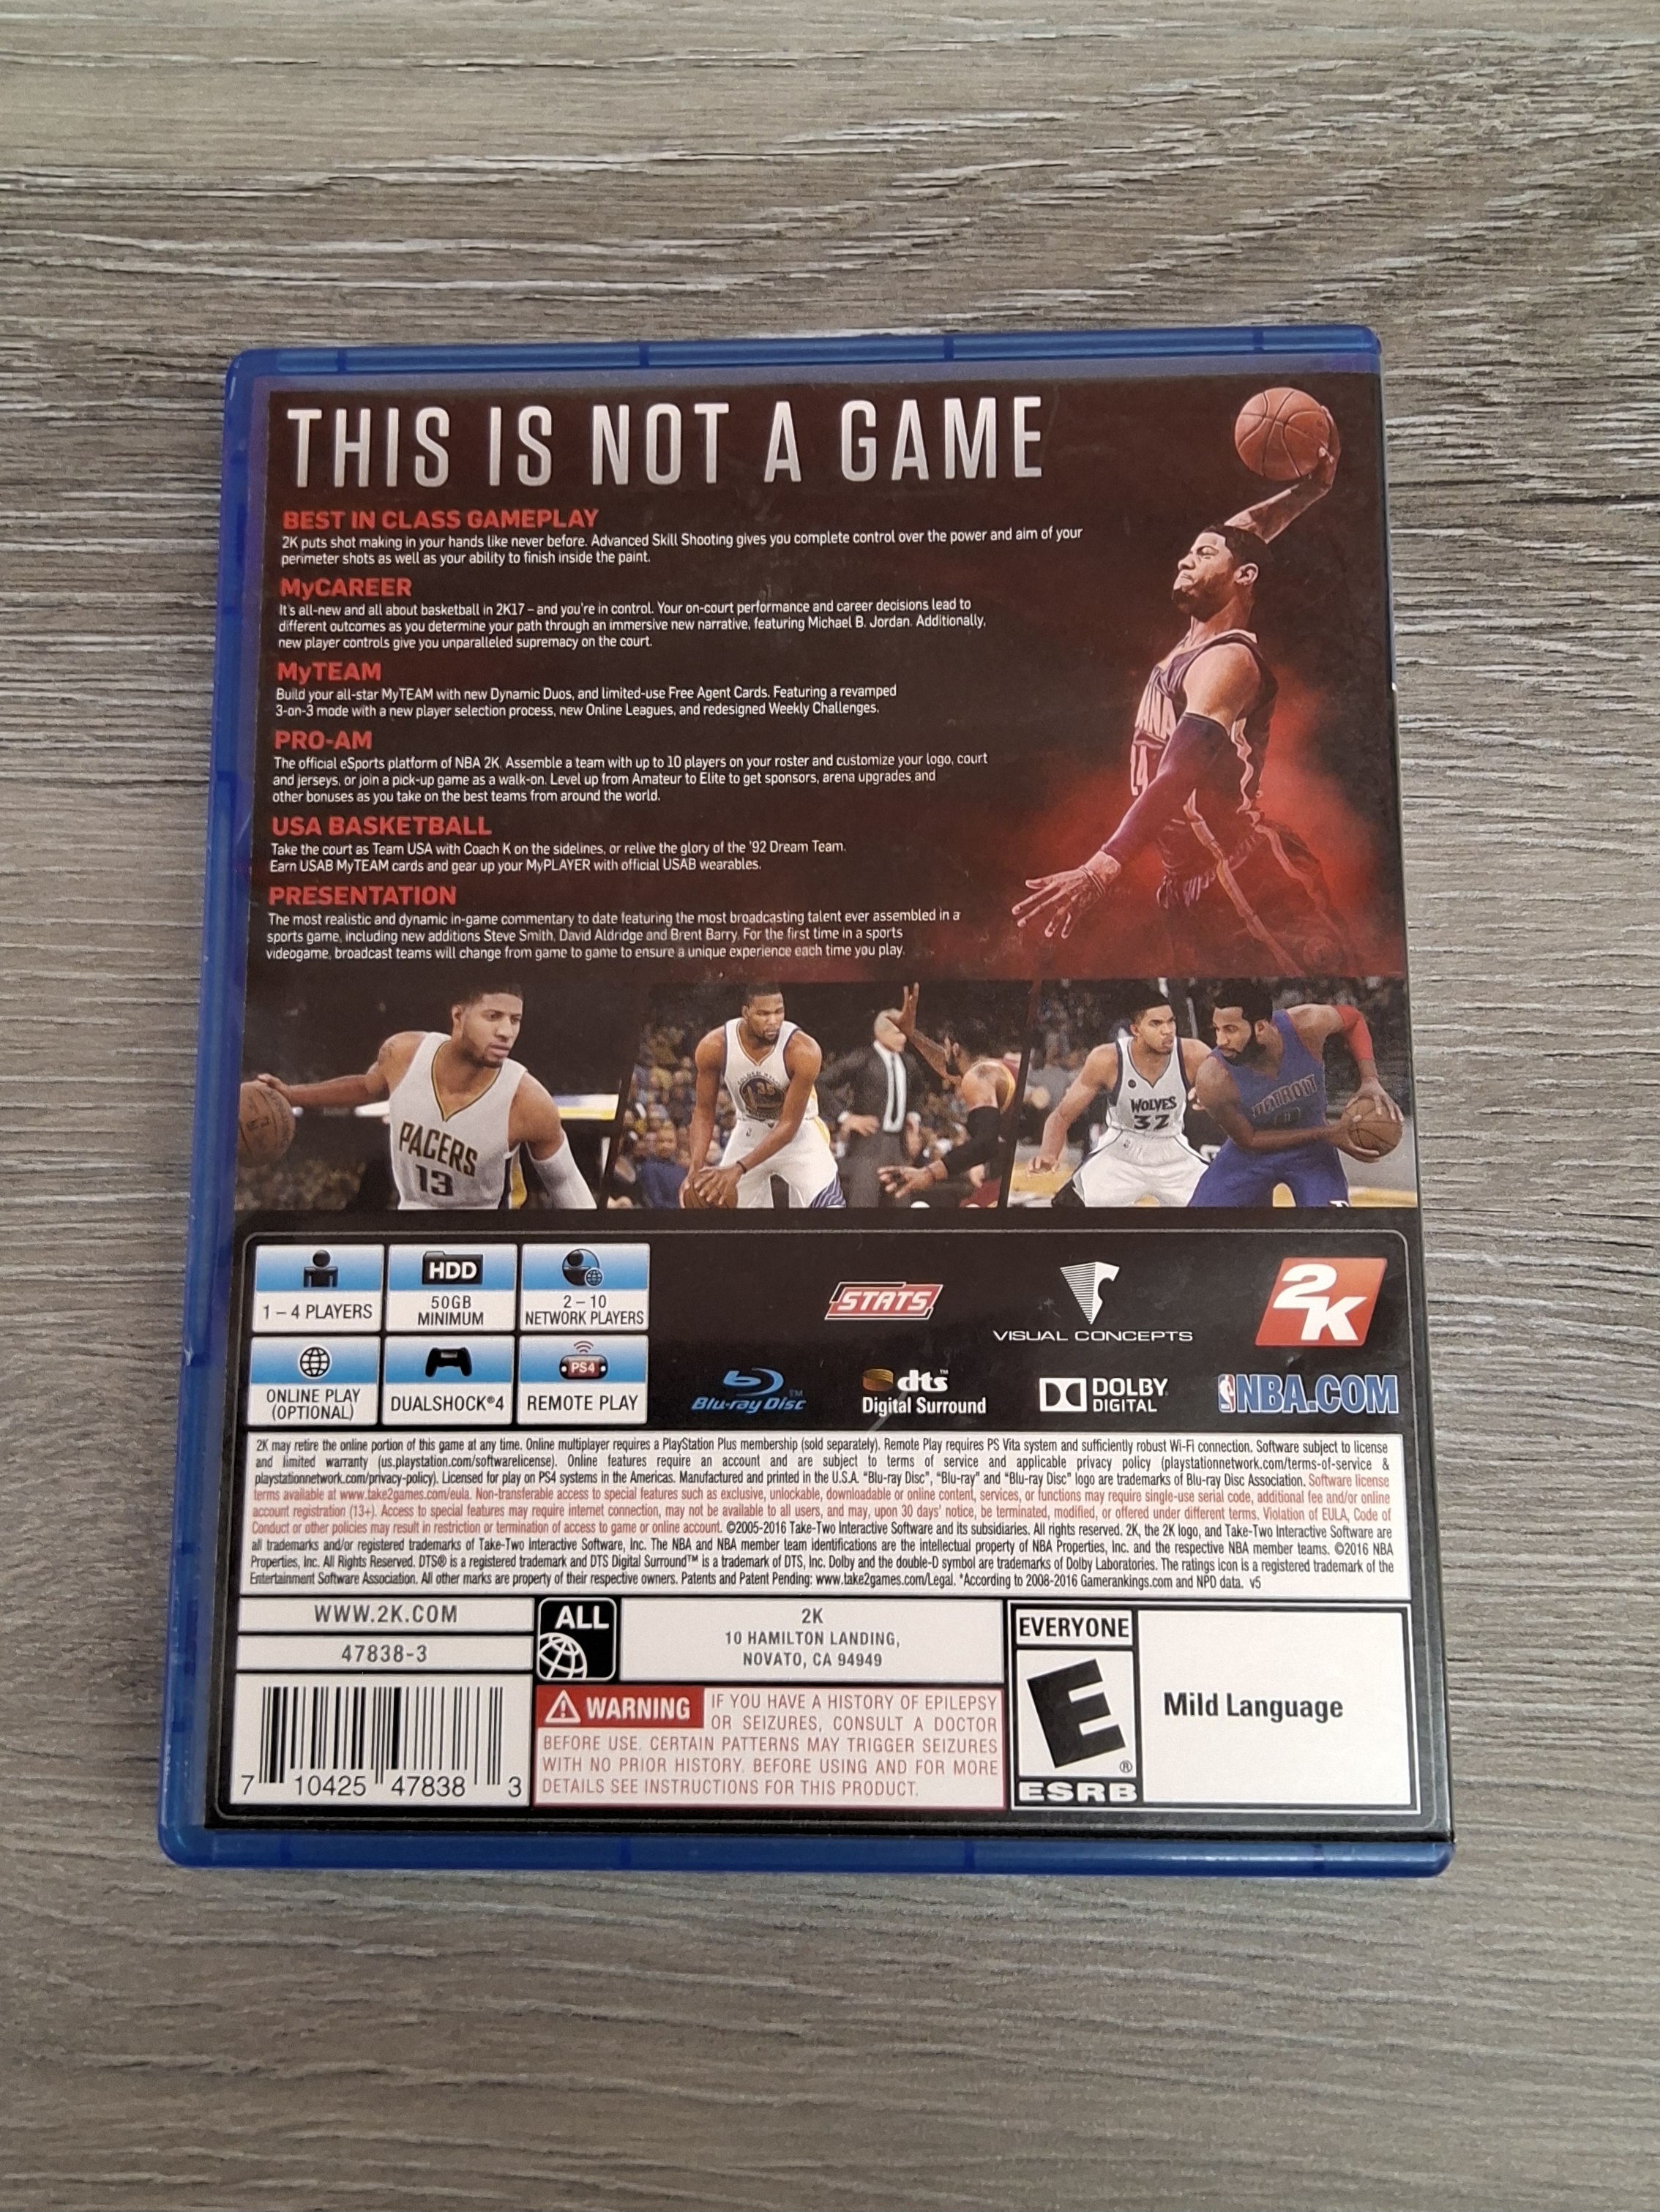 THIS IS NOT A GAME
BEST IN CLASS GAMEPLAY
2K puts shot making in your hands like never before. Advanced Skill Shooting gives you complete control over the power and aim of your
perimeter shots as well as your ability to finish inside the paint.
MyCAREER
It's all-new and all about basketball in 2K17 – and you're in control. Your on-court performance and career decisions lead to
different outcomes as you determine your path through an immersive new narrative, featuring Michael B. Jordan. Additionally,
new player controls give you unparalleled supremacy on the court.
MyTEAM
Build your all-star MyTEAM with new Dynamic Duos, and limited-use Free Agent Cards. Featuring a revamped
3-on-3 mode with a new player selection process, new Online Leagues, and redesigned Weekly Challenges.
PRO-AM
The official eSports platform of NBA 2K. Assemble a team with up to 10 players on your roster and customize your logo, court
and jerseys, or join a pick-up game as a walk-on. Level up from Amateur to Elite to get sponsors, arena upgrades and
other bonuses as you take on the best teams from around the world.
USA BASKETBALL
Take the court as Team USA with Coach K on the sidelines, or relive the glory of the '92 Dream Team.
Earn USAB MyTEAM cards and gear up your MyPLAYER with official USAB wearables.
PRESENTATION
The most realistic and dynamic in-game commentary to date featuring the most broadcasting talent ever assembled in a
sports game, including new additions Steve Smith, David Aldridge and Brent Barry. For the first time in a sports
videogame, broadcast teams will change from game to game to ensure a unique experience each time you play.
PACERS
13
WOLVES
32
DETROIT
1 – 4 PLAYERS
HDD
50GB
MINIMUM
2 – 10
NETWORK PLAYERS
STATS
VISUAL CONCEPTS
2K
ONLINE PLAY
(OPTIONAL)
DUALSHOCK®4
PS4
REMOTE PLAY
Blu-ray Disc™
dts™
Digital Surround
DOLBY
DIGITAL
NBA.COM
2K may retire the online portion of this game at any time. Online multiplayer requires a PlayStation Plus membership (sold separately). Remote Play requires PS Vita system and sufficiently robust Wi-Fi connection. Software subject to license
and limited warranty (us.playstation.com/softwarelicense). Online features require an account and are subject to terms of service and applicable privacy policy (playstationnetwork.com/terms-of-service &
playstationnetwork.com/privacy-policy). Licensed for play on PS4 systems in the Americas. Manufactured and printed in the U.S.A. "Blu-ray Disc", "Blu-ray" and "Blu-ray Disc" logo are trademarks of Blu-ray Disc Association. Software license
terms available at www.take2games.com/eula. Non-transferable access to special features such as exclusive, unlockable, downloadable or online content, services, or functions may require single-use serial code, additional fee and/or online
account registration (13+). Access to special features may require internet connection, may not be available to all users, and may, upon 30 days' notice, be terminated, modified, or offered under different terms. Violation of EULA, Code of
Conduct or other policies may result in restriction or termination of access to game or online account. ©2005-2016 Take-Two Interactive Software and its subsidiaries. All rights reserved. 2K, the 2K logo, and Take-Two Interactive Software are
all trademarks and/or registered trademarks of Take-Two Interactive Software, Inc. The NBA and NBA member team identifications are the intellectual property of NBA Properties, Inc. and the respective NBA member teams. ©2016 NBA
Properties, Inc. All Rights Reserved. DTS® is a registered trademark and DTS Digital Surround™ is a trademark of DTS, Inc. Dolby and the double-D symbol are trademarks of Dolby Laboratories. The ratings icon is a registered trademark of the
Entertainment Software Association. All other marks are property of their respective owners. Patents and Patent Pending: www.take2games.com/Legal. *According to 2008-2016 Gamerankings.com and NPD data. v5
WWW.2K.COM
47838-3
ALL
2K
10 HAMILTON LANDING,
NOVATO, CA 94949
7 10425 47838 3
WARNING IF YOU HAVE A HISTORY OF EPILEPSY
OR SEIZURES, CONSULT A DOCTOR
BEFORE USE. CERTAIN PATTERNS MAY TRIGGER SEIZURES
WITH NO PRIOR HISTORY. BEFORE USING AND FOR MORE
DETAILS SEE INSTRUCTIONS FOR THIS PRODUCT.
EVERYONE
E®
ESRB
Mild Language